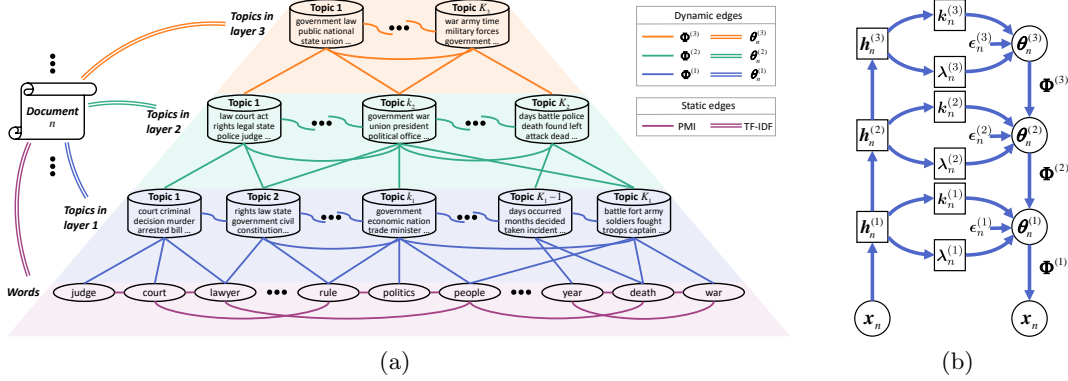 Topics in
layer 3
Topic 1
government law
public national
state union ...
Topic K₃
war army time
military forces
government ...
Document
n
Topics in
layer 2
Topic 1
law court act
rights legal state
police judge ...
Topic k₂
government war
union president
political office ...
Topic K₂
days battle police
death found left
attack dead ...
Topics in
layer 1
Topic 1
court criminal
decision murder
arrested bill ...
Topic 2
rights law state
government civil
constitution...
Topic k₁
government
economic nation
trade minister ...
Topic K₁−1
days occurred
months decided
taken incident ...
Topic K₁
battle fort army
soldiers fought
troops captain ...
Words
judge court lawyer rule politics people year death war
Dynamic edges
Φ⁽³⁾ θₙ⁽³⁾
Φ⁽²⁾ θₙ⁽²⁾
Φ⁽¹⁾ θₙ⁽¹⁾
Static edges
PMI TF-IDF
(a)
kₙ⁽³⁾
hₙ⁽³⁾ ϵₙ⁽³⁾ θₙ⁽³⁾
λₙ⁽³⁾ Φ⁽³⁾
kₙ⁽²⁾
hₙ⁽²⁾ ϵₙ⁽²⁾ θₙ⁽²⁾
λₙ⁽²⁾ Φ⁽²⁾
kₙ⁽¹⁾
hₙ⁽¹⁾ ϵₙ⁽¹⁾ θₙ⁽¹⁾
λₙ⁽¹⁾ Φ⁽¹⁾
xₙ xₙ
(b)